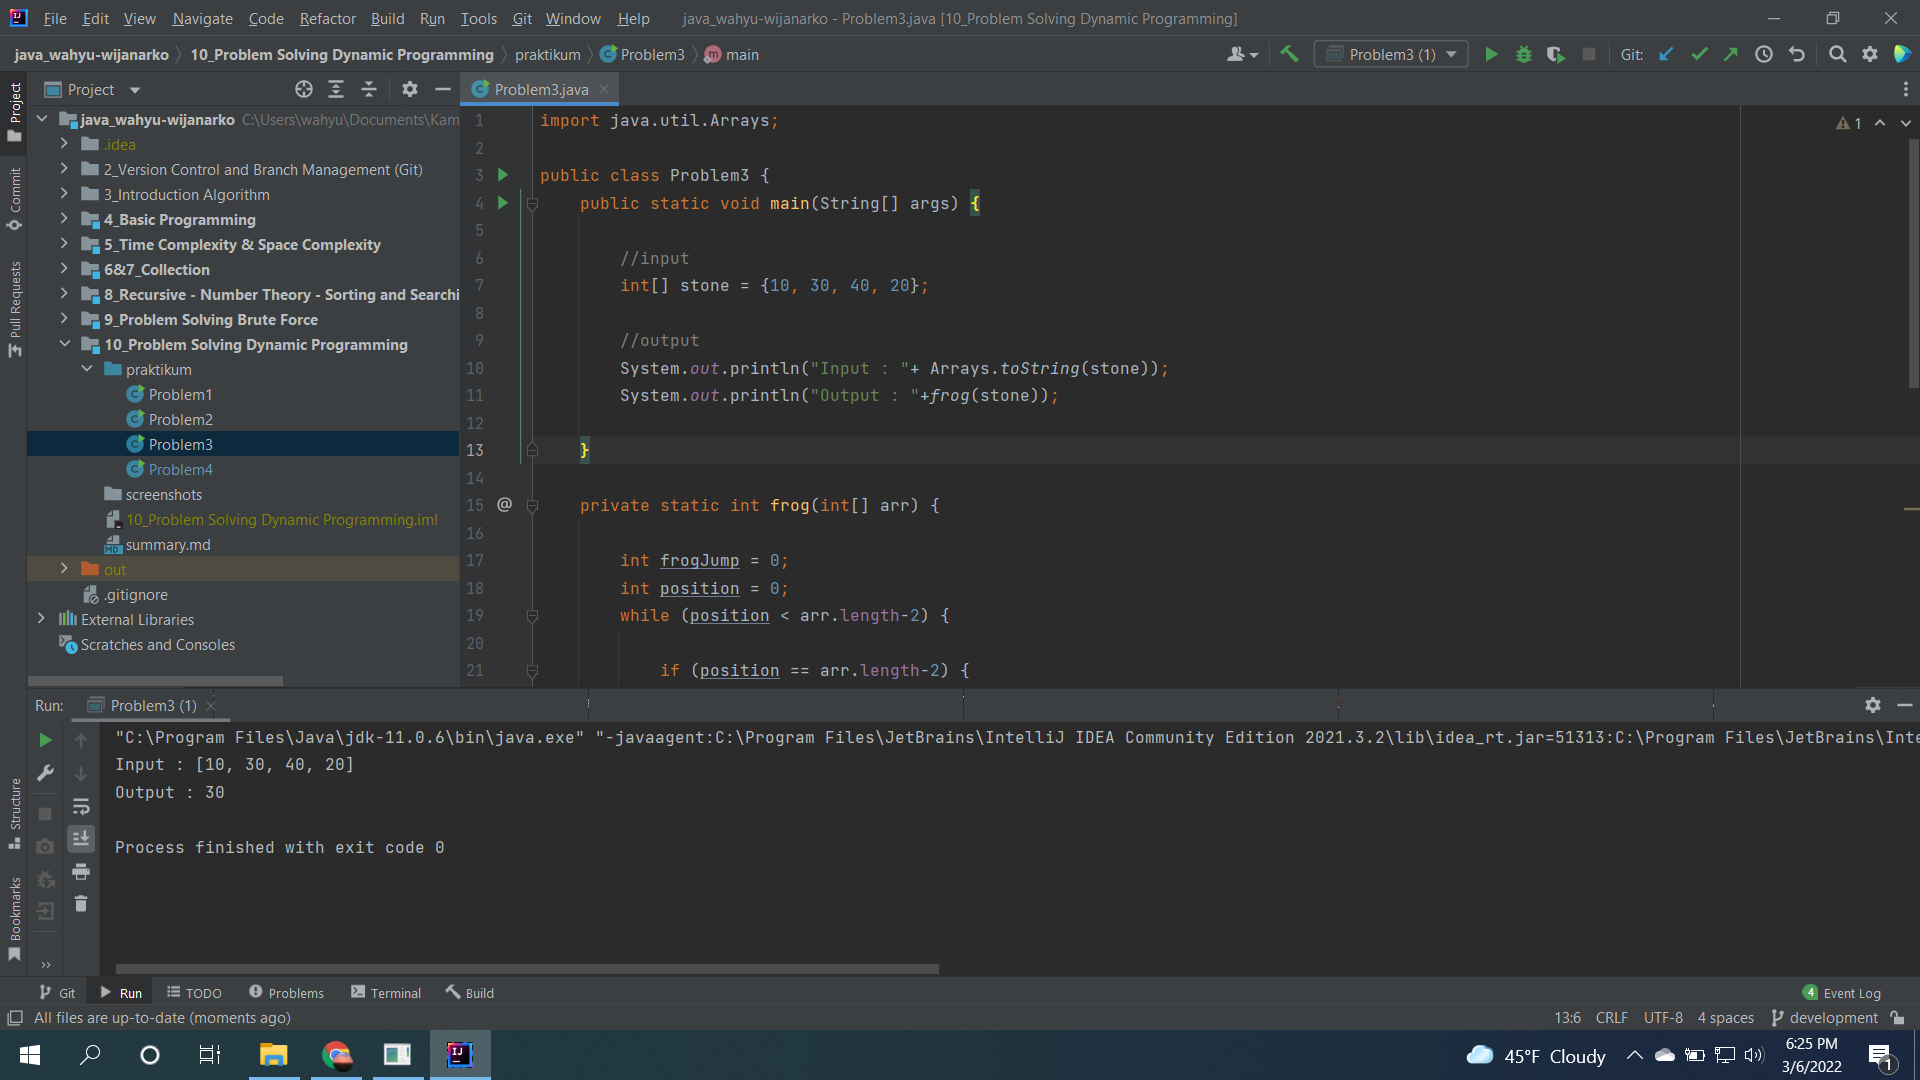 File Edit View Navigate Code Refactor Build Run Tools Git Window Help java_wahyu-wijanarko - Problem3.java [10_Problem Solving Dynamic Programming]
java_wahyu-wijanarko 10_Problem Solving Dynamic Programming praktikum Problem3 main Problem3 (1) Git:
Project Problem3.java
java_wahyu-wijanarko C:\Users\wahyu\Documents\Kam
.idea
2_Version Control and Branch Management (Git)
3_Introduction Algorithm
4_Basic Programming
5_Time Complexity & Space Complexity
6&7_Collection
8_Recursive - Number Theory - Sorting and Searchi
9_Problem Solving Brute Force
10_Problem Solving Dynamic Programming
praktikum
Problem1
Problem2
Problem3
Problem4
screenshots
10_Problem Solving Dynamic Programming.iml
summary.md
out
.gitignore
External Libraries
Scratches and Consoles
Project
Commit
Pull Requests
Structure
Bookmarks
1 import java.util.Arrays;
2
3 public class Problem3 {
4 public static void main(String[] args) {
5
6 //input
7 int[] stone = {10, 30, 40, 20};
8
9 //output
10 System.out.println("Input : "+ Arrays.toString(stone));
11 System.out.println("Output : "+frog(stone));
12
13 }
14
15 @ private static int frog(int[] arr) {
16
17 int frogJump = 0;
18 int position = 0;
19 while (position < arr.length-2) {
20
21 if (position == arr.length-2) {
1
Run: Problem3 (1)
"C:\Program Files\Java\jdk-11.0.6\bin\java.exe" "-javaagent:C:\Program Files\JetBrains\IntelliJ IDEA Community Edition 2021.3.2\lib\idea_rt.jar=51313:C:\Program Files\JetBrains\Inte
Input : [10, 30, 40, 20]
Output : 30
Process finished with exit code 0
Git Run TODO Problems Terminal Build 4 Event Log
All files are up-to-date (moments ago) 13:6 CRLF UTF-8 4 spaces development
45°F Cloudy 6:25 PM
3/6/2022 1